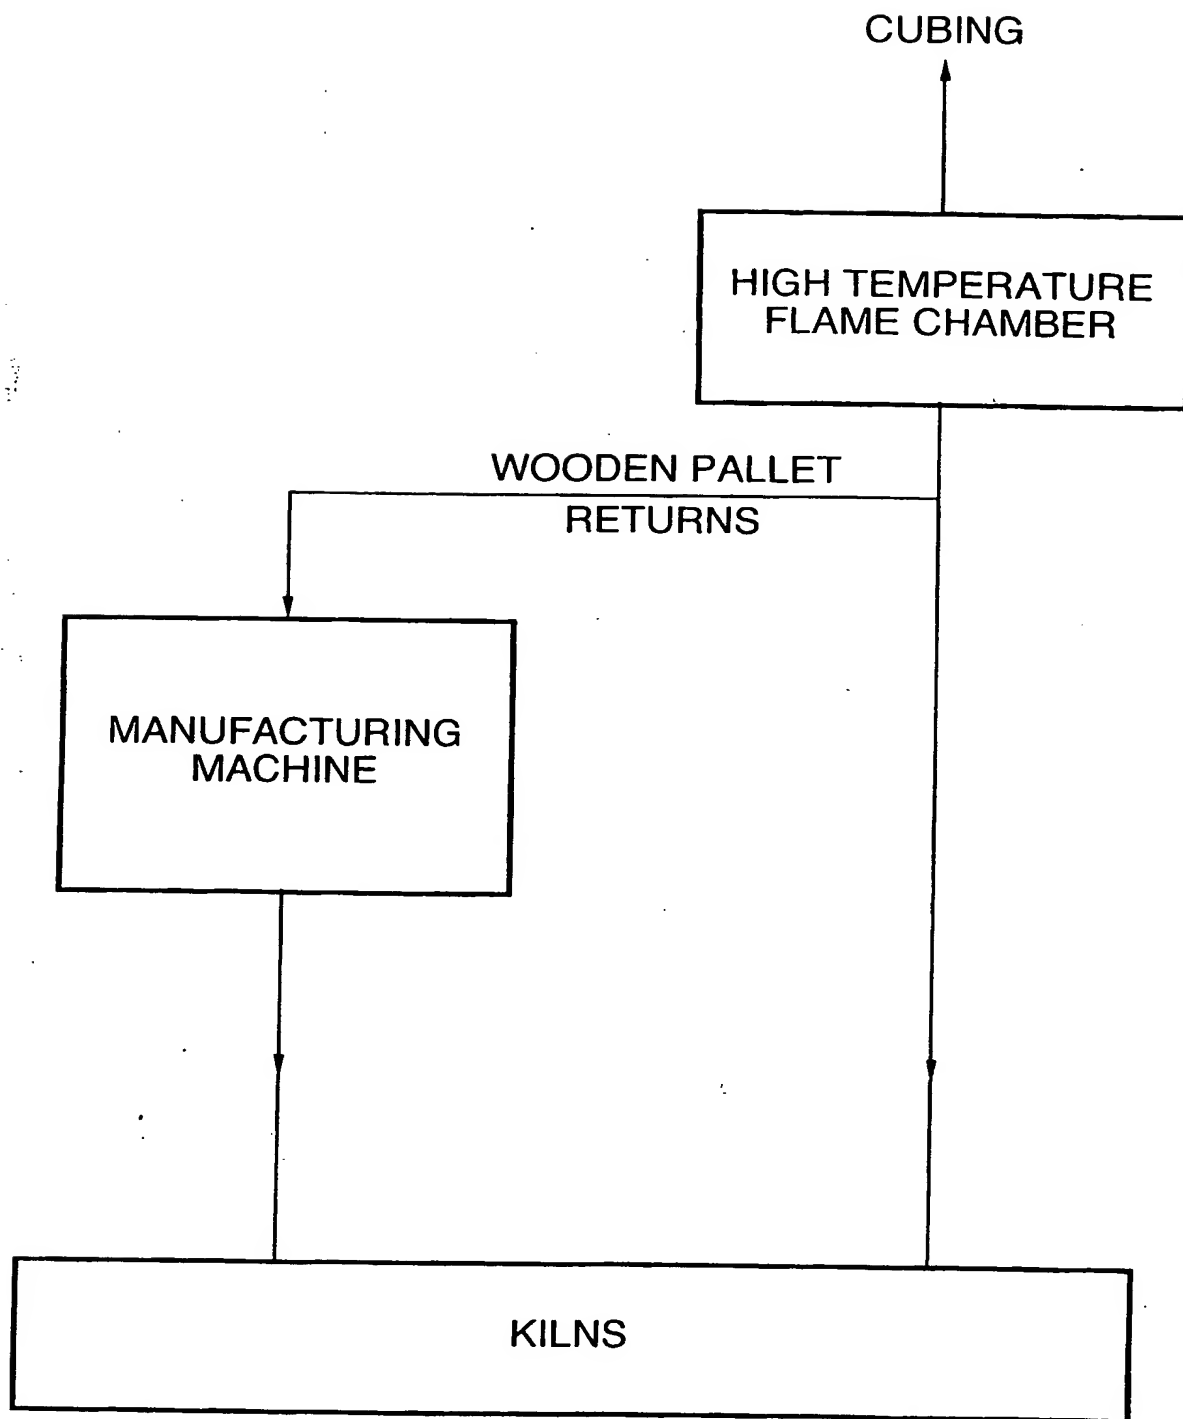 CUBING
HIGH TEMPERATURE
FLAME CHAMBER
WOODEN PALLET
RETURNS
MANUFACTURING
MACHINE
KILNS